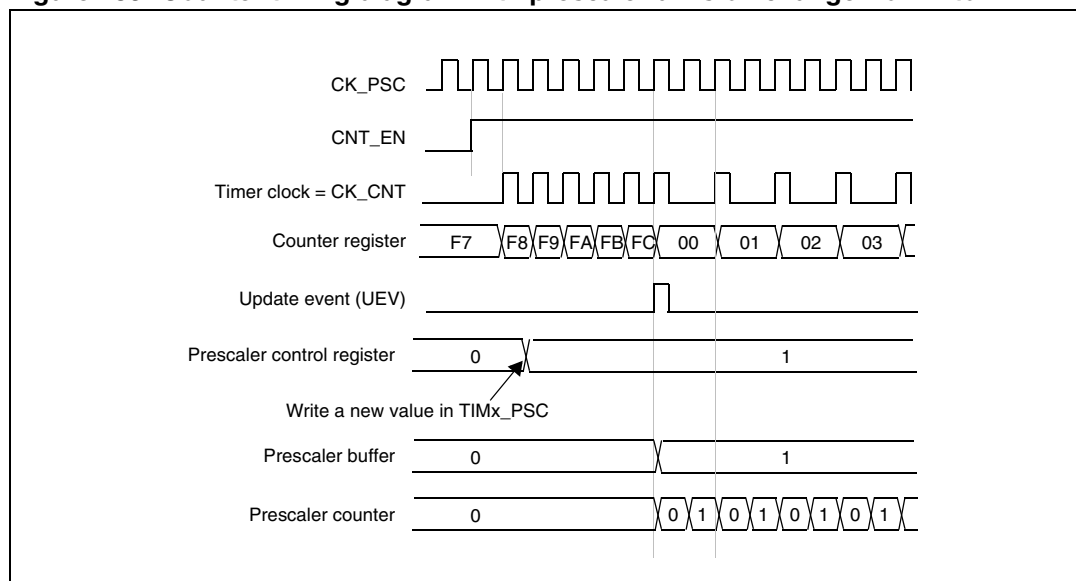 CK_PSC
CNT_EN
Timer clock = CK_CNT
Counter register F7 F8 F9 FA FB FC 00 01 02 03
Update event (UEV)
Prescaler control register 0 1
Write a new value in TIMx_PSC
Prescaler buffer 0 1
Prescaler counter 0 0 1 0 1 0 1 0 1